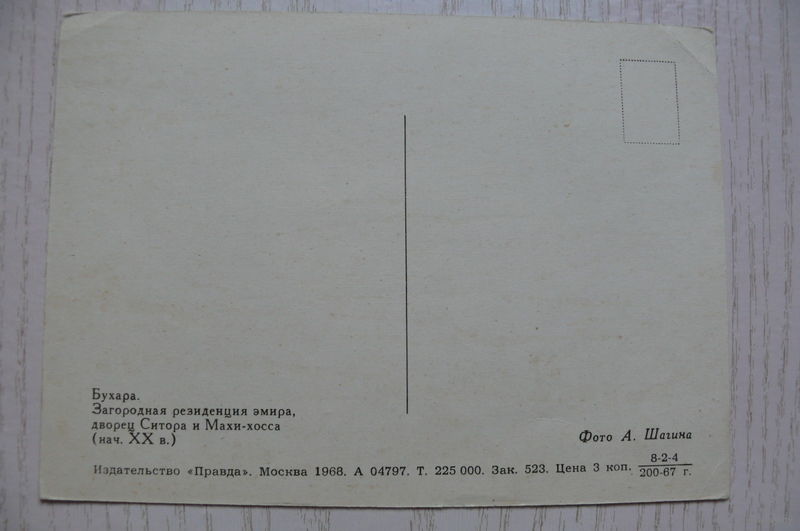 Бухара.
Загородная резиденция эмира,
дворец Ситора и Махи-хосса
(нач. XX в.)
Фото А. Шагина
Издательство «Правда». Москва 1968. А 04797. Т. 225 000. Зак. 523. Цена 3 коп. 8-2-4
200-67 г.